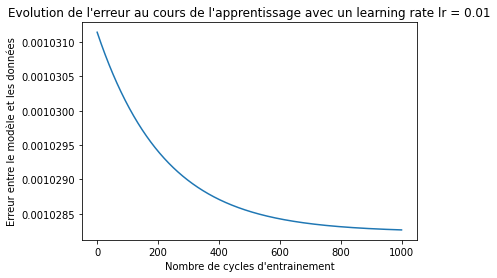 Evolution de l'erreur au cours de l'apprentissage avec un learning rate lr = 0.01
Erreur entre le modèle et les données
0.0010310
0.0010305
0.0010300
0.0010295
0.0010290
0.0010285
0 200 400 600 800 1000
Nombre de cycles d'entrainement